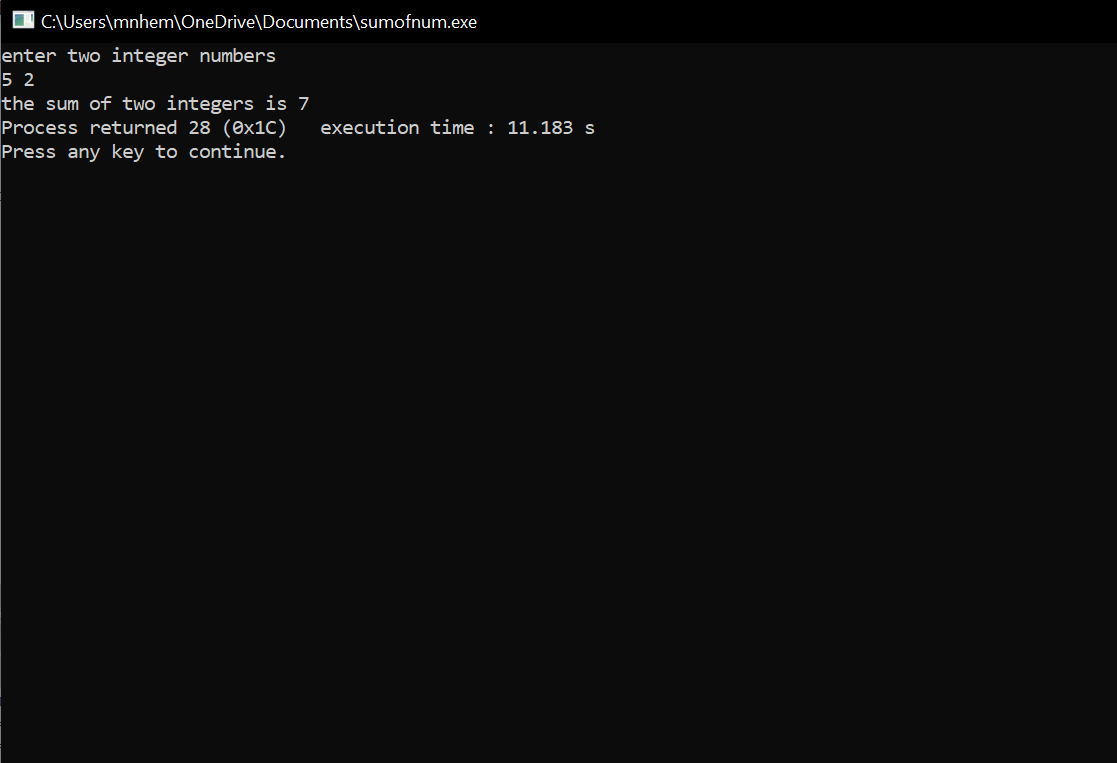 C:\Users\mnhem\OneDrive\Documents\sumofnum.exe
enter two integer numbers
5 2
the sum of two integers is 7
Process returned 28 (0x1C)   execution time : 11.183 s
Press any key to continue.